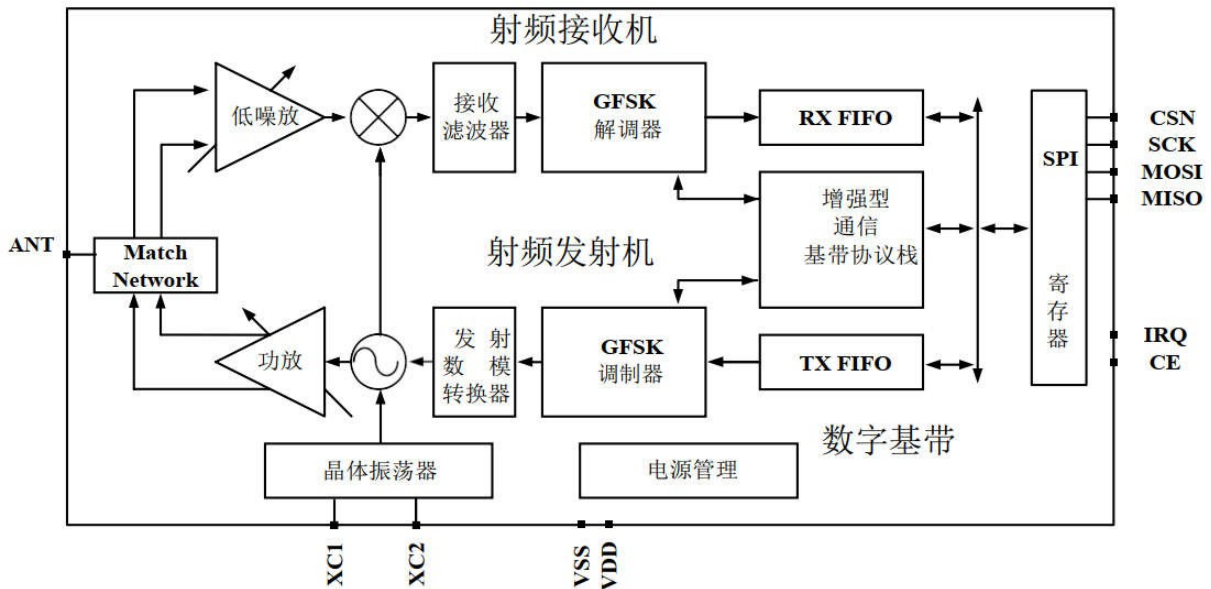 射频接收机
低噪放
接收
滤波器
GFSK
解调器
RX FIFO
SPI
寄存器
CSN
SCK
MOSI
MISO
增强型
通信
基带协议栈
ANT
Match
Network
射频发射机
功放
发 射
数 模
转换器
GFSK
调制器
TX FIFO
IRQ
CE
数字基带
晶体振荡器
电源管理
XC1
XC2
VSS
VDD